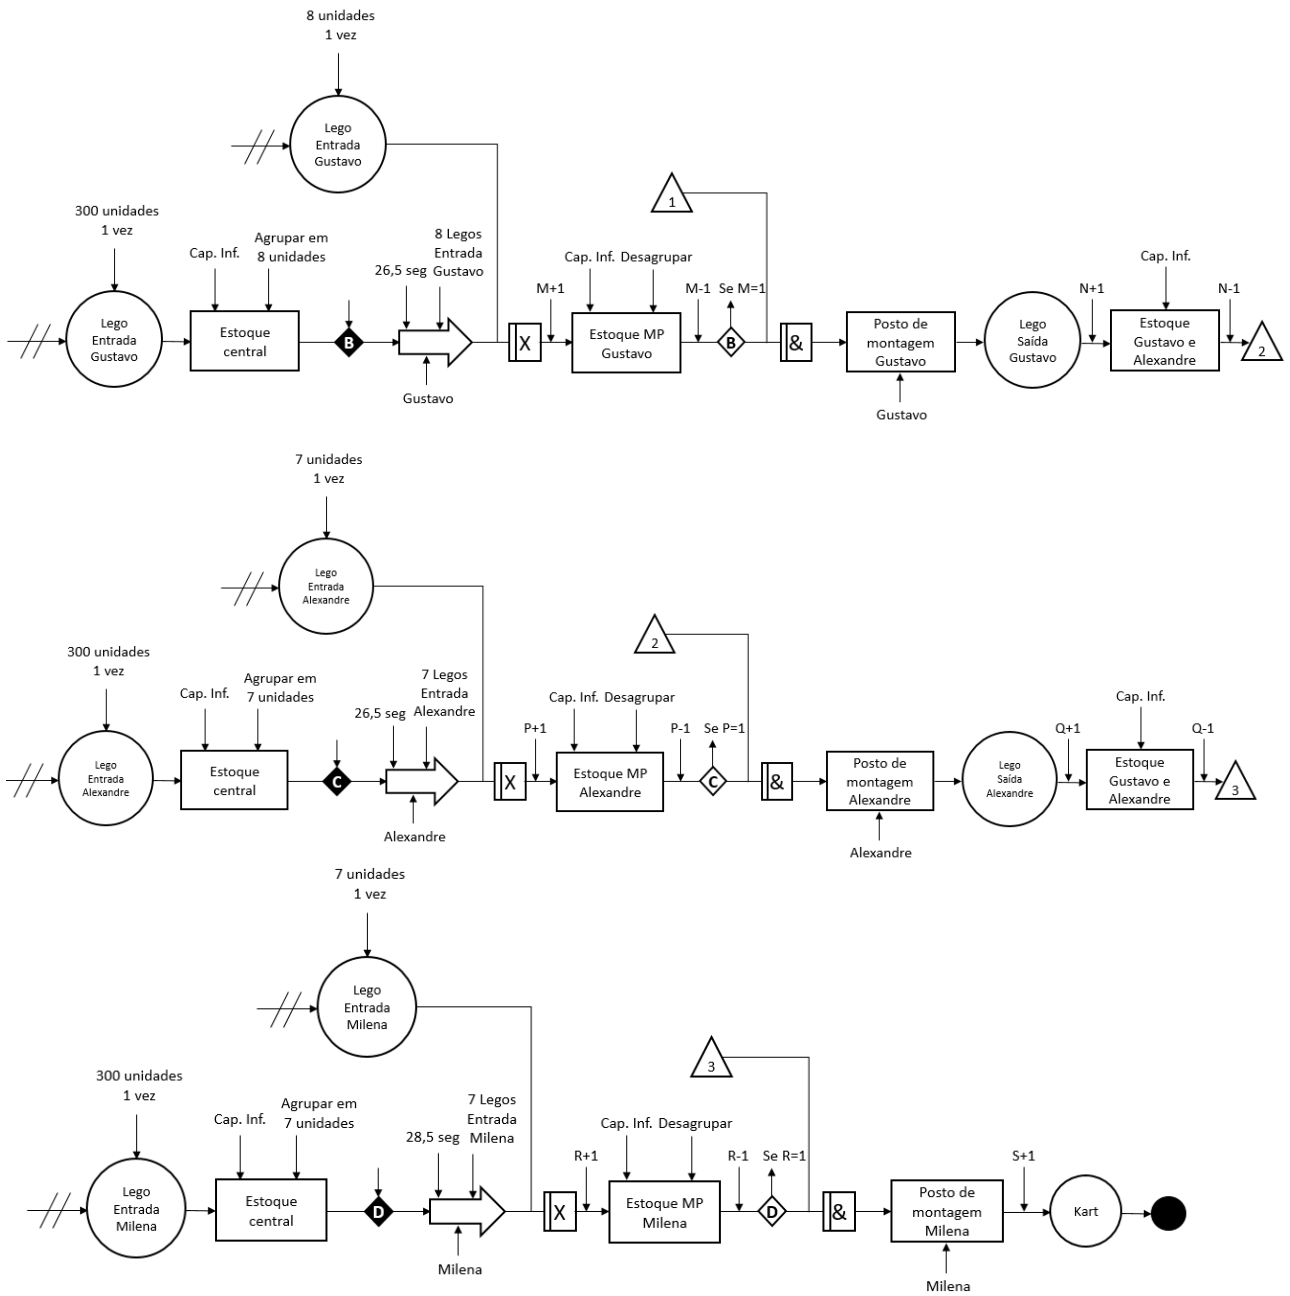 8 unidades
1 vez
Lego
Entrada
Gustavo
300 unidades
1 vez
Lego
Entrada
Gustavo
Cap. Inf.
Agrupar em
8 unidades
Estoque
central
B
26,5 seg
8 Legos
Entrada
Gustavo
Gustavo
X
M+1
Cap. Inf.
Desagrupar
Estoque MP
Gustavo
M-1
Se M=1
B
1
&
Posto de
montagem
Gustavo
Gustavo
Lego
Saída
Gustavo
N+1
Cap. Inf.
Estoque
Gustavo e
Alexandre
N-1
2
7 unidades
1 vez
Lego
Entrada
Alexandre
300 unidades
1 vez
Lego
Entrada
Alexandre
Cap. Inf.
Agrupar em
7 unidades
Estoque
central
C
26,5 seg
7 Legos
Entrada
Alexandre
Alexandre
X
P+1
Cap. Inf.
Desagrupar
Estoque MP
Alexandre
P-1
Se P=1
C
2
&
Posto de
montagem
Alexandre
Alexandre
Lego
Saída
Alexandre
Q+1
Cap. Inf.
Estoque
Gustavo e
Alexandre
Q-1
3
7 unidades
1 vez
Lego
Entrada
Milena
300 unidades
1 vez
Lego
Entrada
Milena
Cap. Inf.
Agrupar em
7 unidades
Estoque
central
D
28,5 seg
7 Legos
Entrada
Milena
Milena
X
R+1
Cap. Inf.
Desagrupar
Estoque MP
Milena
R-1
Se R=1
D
3
&
Posto de
montagem
Milena
Milena
S+1
Kart